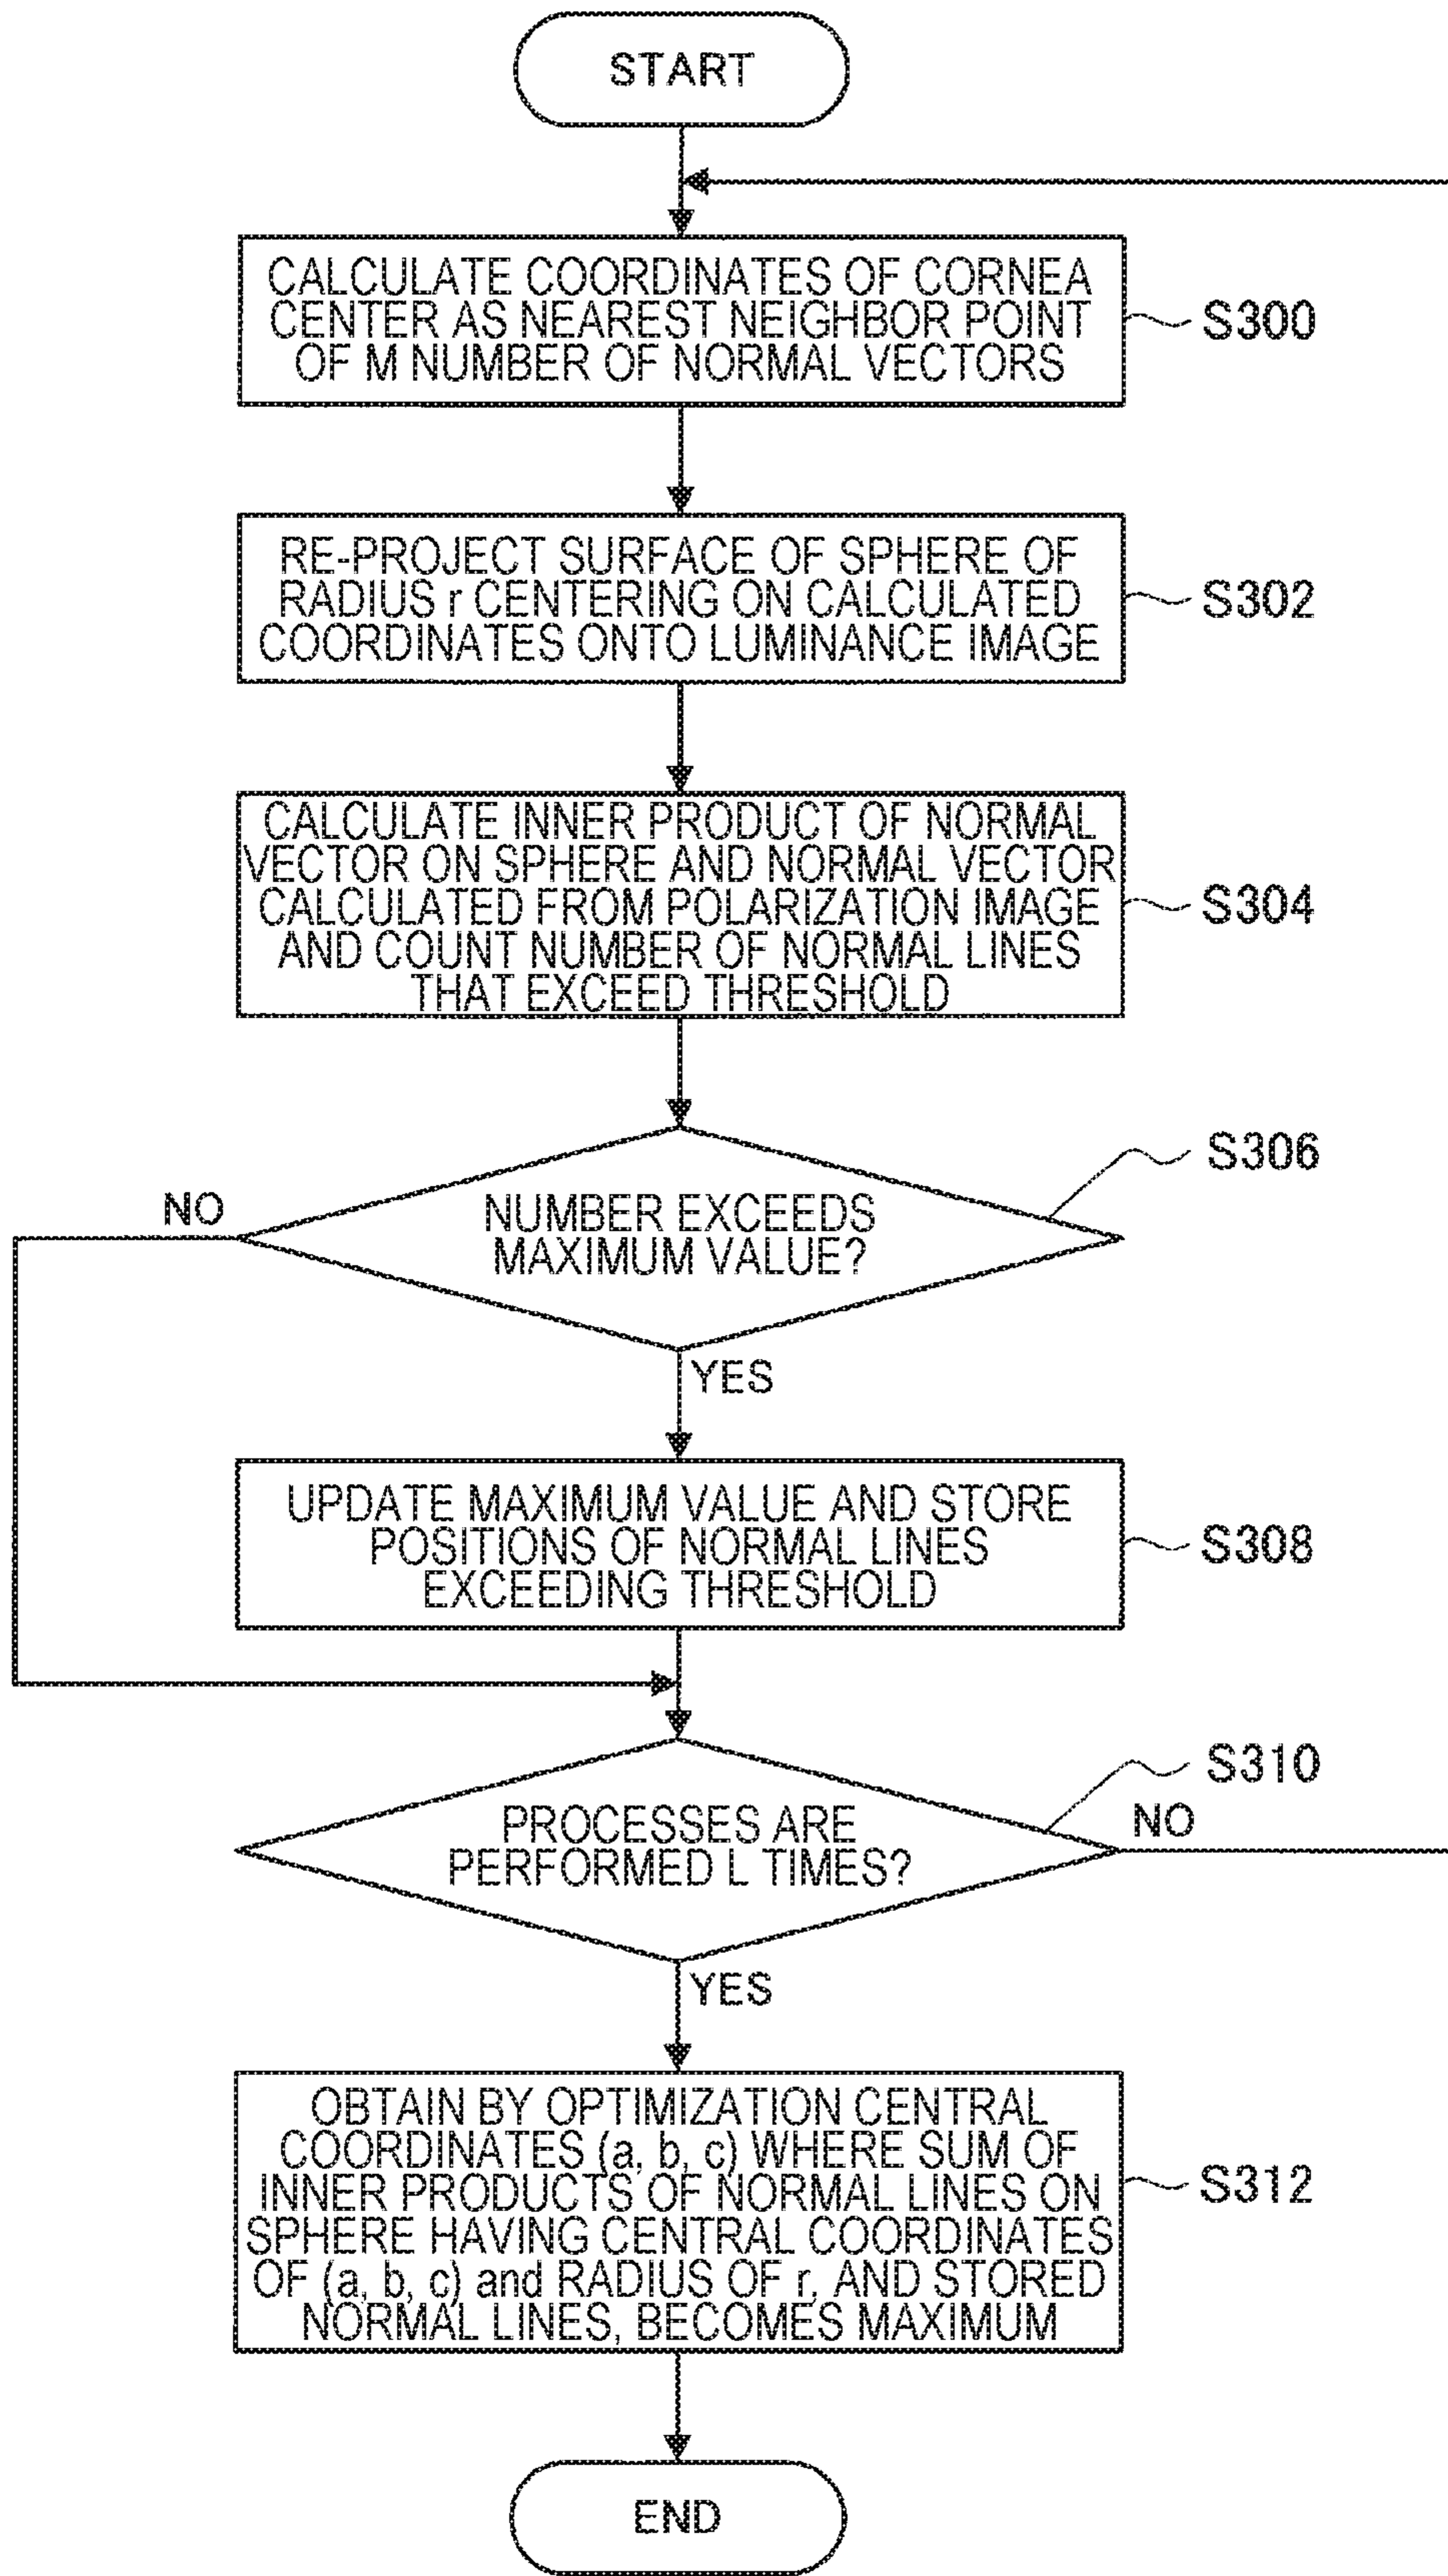 START
CALCULATE COORDINATES OF CORNEA
CENTER AS NEAREST NEIGHBOR POINT
OF M NUMBER OF NORMAL VECTORS
S300
RE-PROJECT SURFACE OF SPHERE OF
RADIUS r CENTERING ON CALCULATED
COORDINATES ONTO LUMINANCE IMAGE
S302
CALCULATE INNER PRODUCT OF NORMAL
VECTOR ON SPHERE AND NORMAL VECTOR
CALCULATED FROM POLARIZATION IMAGE
AND COUNT NUMBER OF NORMAL LINES
THAT EXCEED THRESHOLD
S304
S306
NO
NUMBER EXCEEDS
MAXIMUM VALUE?
YES
UPDATE MAXIMUM VALUE AND STORE
POSITIONS OF NORMAL LINES
EXCEEDING THRESHOLD
S308
S310
PROCESSES ARE
PERFORMED L TIMES?
NO
YES
OBTAIN BY OPTIMIZATION CENTRAL
COORDINATES (a, b, c) WHERE SUM OF
INNER PRODUCTS OF NORMAL LINES ON
SPHERE HAVING CENTRAL COORDINATES
OF (a, b, c) and RADIUS OF r, AND STORED
NORMAL LINES, BECOMES MAXIMUM
S312
END